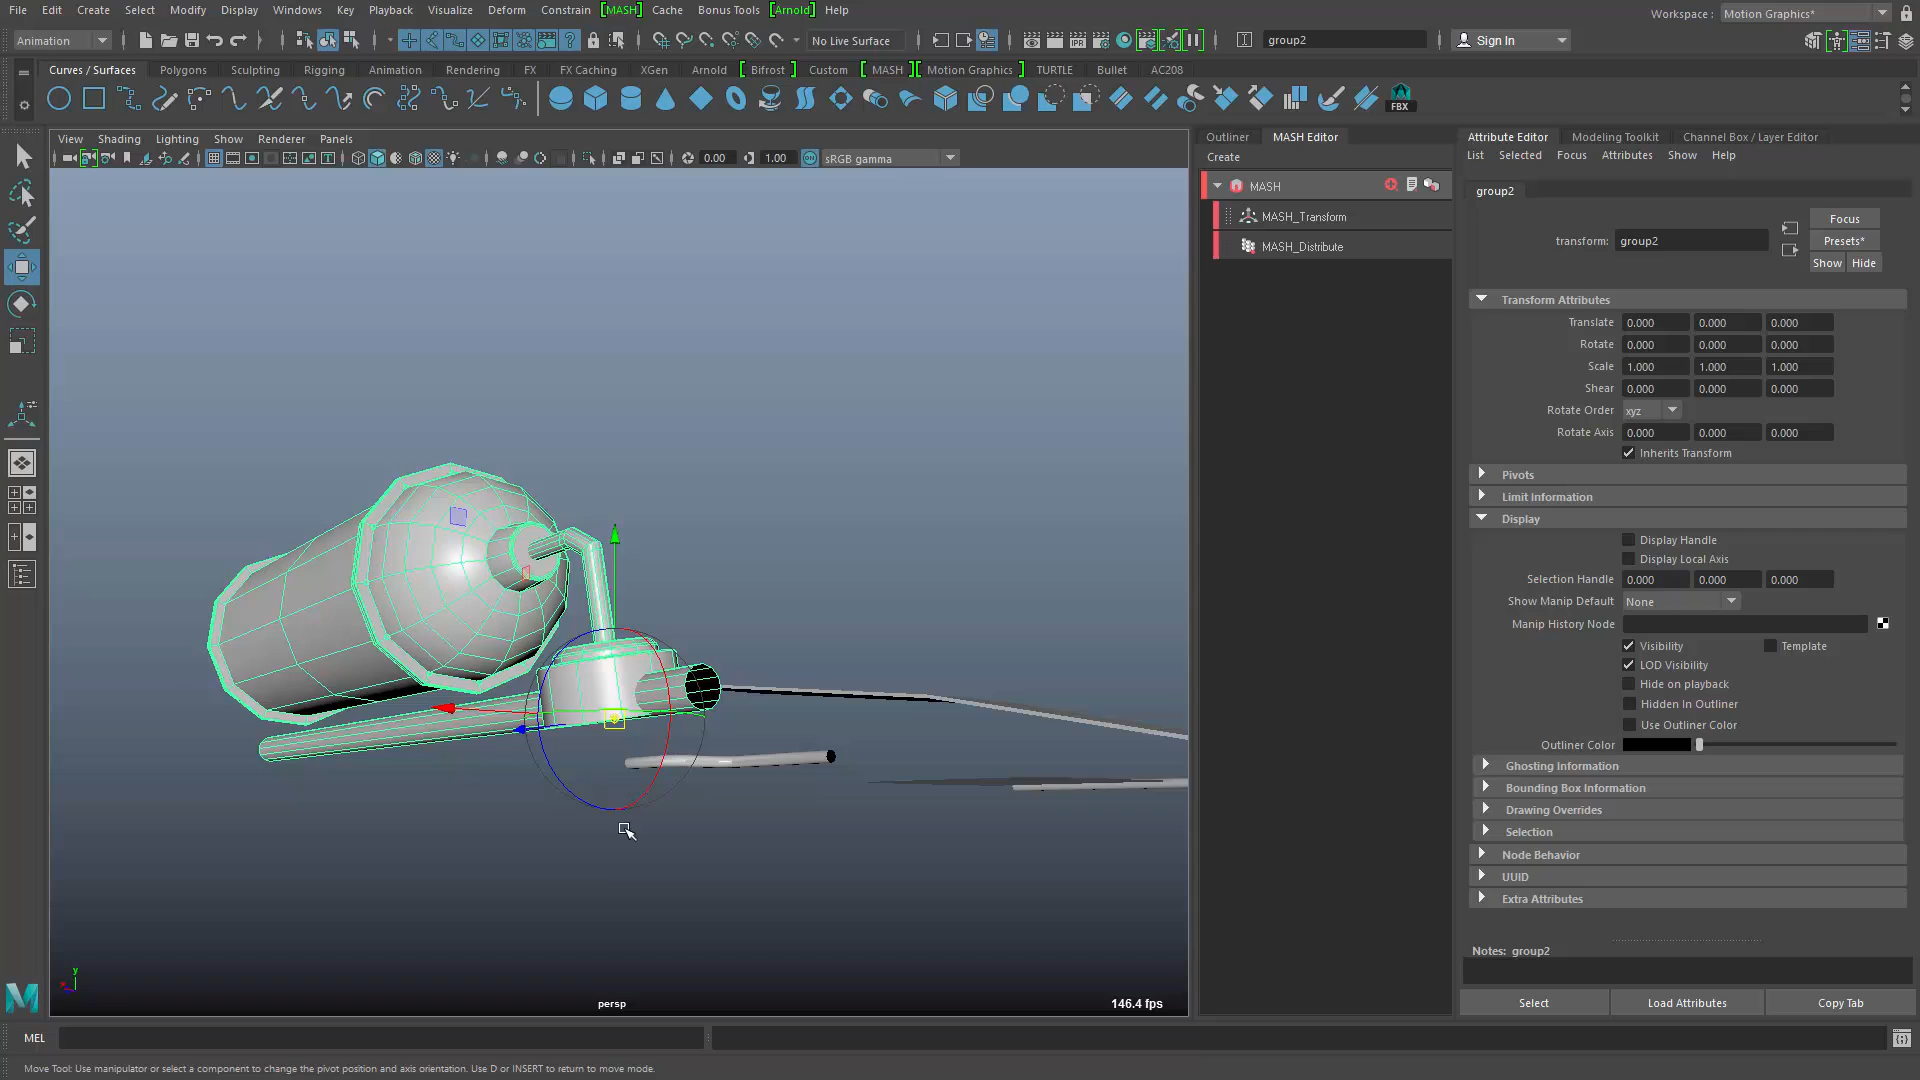 File Edit Create Select Modify Display Windows Key Playback Visualize Deform Constrain [MASH] Cache Bonus Tools [Arnold] Help
Workspace : Motion Graphics*
Animation No Live Surface group2 Sign In
Curves / Surfaces Polygons Sculpting Rigging Animation Rendering FX FX Caching XGen Arnold [ Bifrost ] Custom [ MASH ] [ Motion Graphics ] TURTLE Bullet AC208
FBX
View Shading Lighting Show Renderer Panels
0.00 1.00 ON sRGB gamma
Outliner MASH Editor
Create
MASH
MASH_Transform
MASH_Distribute
Attribute Editor Modeling Toolkit Channel Box / Layer Editor
List Selected Focus Attributes Show Help
group2
transform: group2
Focus
Presets*
Show Hide
Transform Attributes
Translate 0.000 0.000 0.000
Rotate 0.000 0.000 0.000
Scale 1.000 1.000 1.000
Shear 0.000 0.000 0.000
Rotate Order xyz
Rotate Axis 0.000 0.000 0.000
Inherits Transform
Pivots
Limit Information
Display
Display Handle
Display Local Axis
Selection Handle 0.000 0.000 0.000
Show Manip Default None
Manip History Node
Visibility Template
LOD Visibility
Hide on playback
Hidden In Outliner
Use Outliner Color
Outliner Color
Ghosting Information
Bounding Box Information
Drawing Overrides
Selection
Node Behavior
UUID
Extra Attributes
Notes: group2
Select Load Attributes Copy Tab
y
persp
146.4 fps
MEL
Move Tool: Use manipulator or select a component to change the pivot position and axis orientation. Use D or INSERT to return to move mode.